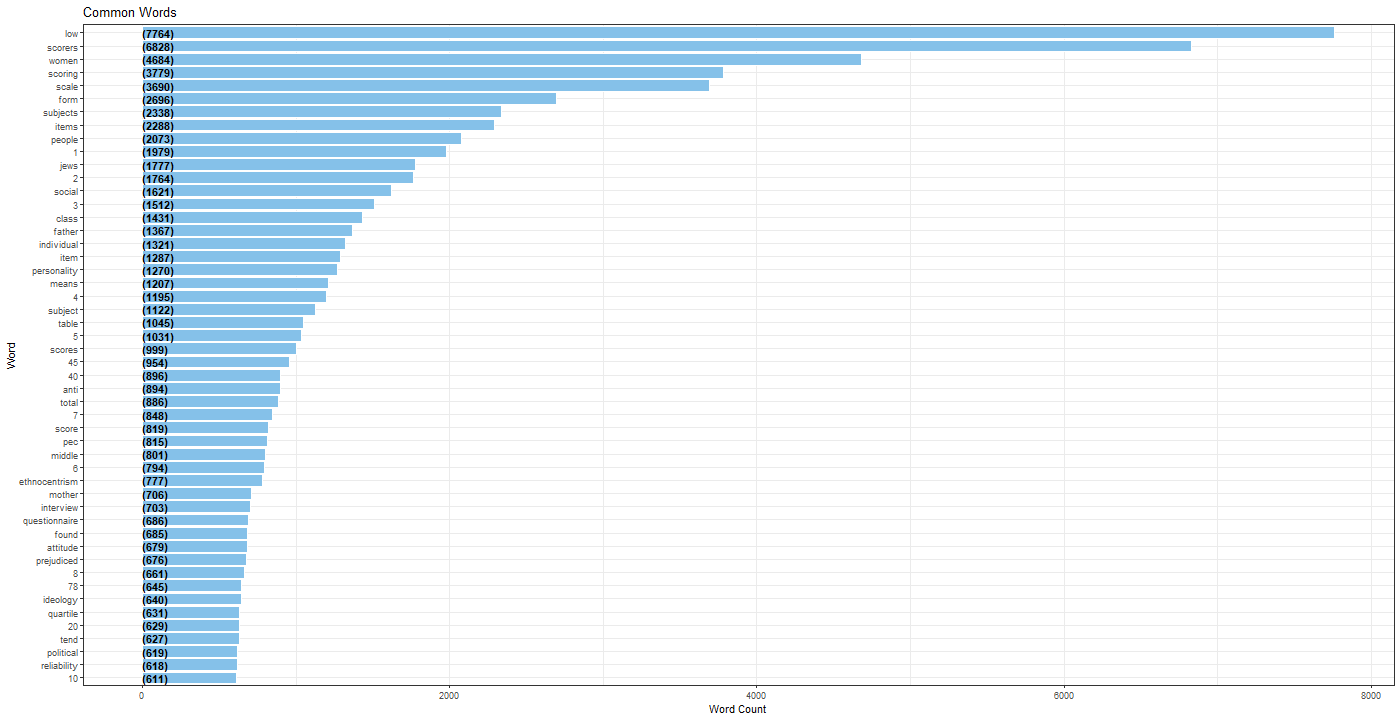 Common Words
low (7764)
scorers (6828)
women (4684)
scoring (3779)
scale (3690)
form (2696)
subjects (2338)
items (2288)
people (2073)
1 (1979)
jews (1777)
2 (1764)
social (1621)
3 (1512)
class (1431)
father (1367)
individual (1321)
item (1287)
personality (1270)
means (1207)
4 (1195)
subject (1122)
table (1045)
5 (1031)
scores (999)
45 (954)
40 (896)
anti (894)
total (886)
7 (848)
score (819)
pec (815)
middle (801)
6 (794)
ethnocentrism (777)
mother (706)
interview (703)
questionnaire (686)
found (685)
attitude (679)
prejudiced (676)
8 (661)
78 (645)
ideology (640)
quartile (631)
20 (629)
tend (627)
political (619)
reliability (618)
10 (611)
Word
0 2000 4000 6000 8000
Word Count